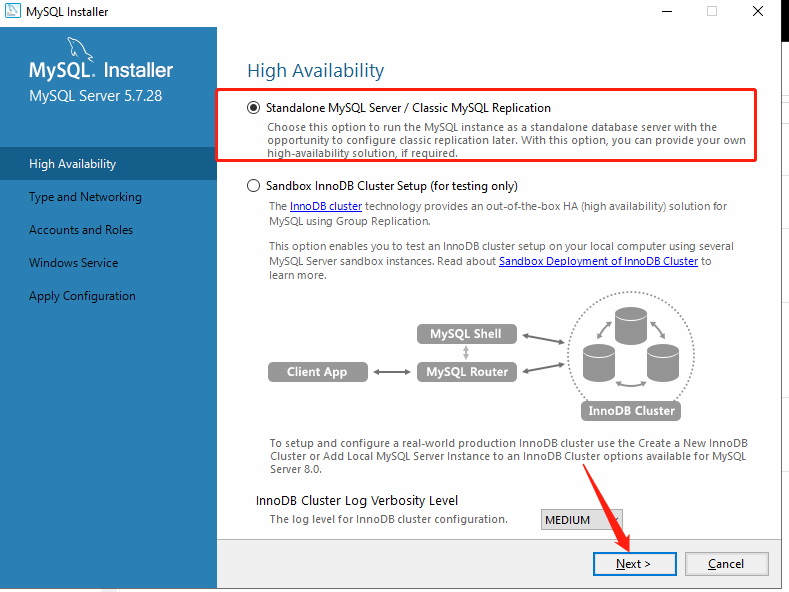 MySQL Installer
MySQL. Installer
MySQL Server 5.7.28
High Availability
Type and Networking
Accounts and Roles
Windows Service
Apply Configuration
High Availability
Standalone MySQL Server / Classic MySQL Replication
Choose this option to run the MySQL instance as a standalone database server with the
opportunity to configure classic replication later. With this option, you can provide your own
high-availability solution, if required.
Sandbox InnoDB Cluster Setup (for testing only)
The InnoDB cluster technology provides an out-of-the-box HA (high availability) solution for
MySQL using Group Replication.
This option enables you to test an InnoDB cluster setup on your local computer using several
MySQL Server sandbox instances. Read about Sandbox Deployment of InnoDB Cluster to
learn more.
MySQL Shell
Client App
MySQL Router
InnoDB Cluster
To setup and configure a real-world production InnoDB cluster use the Create a New InnoDB
Cluster or Add Local MySQL Server Instance to an InnoDB Cluster options available for MySQL
Server 8.0.
InnoDB Cluster Log Verbosity Level
The log level for InnoDB cluster configuration.
MEDIUM
Next >
Cancel